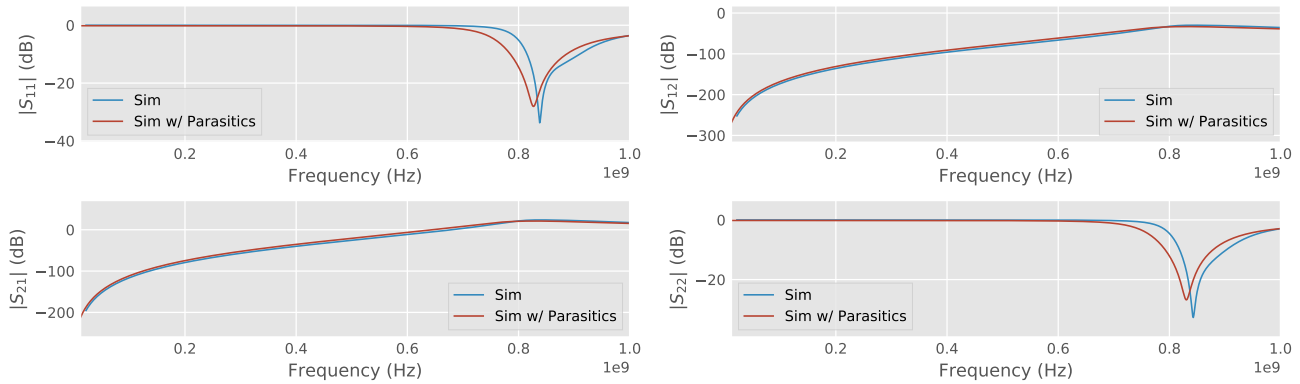 |S11| (dB)
0
−20
−40
Sim
Sim w/ Parasitics
0.2 0.4 0.6 0.8 1.0
Frequency (Hz)
1e9
|S12| (dB)
0
−100
−200
−300
Sim
Sim w/ Parasitics
0.2 0.4 0.6 0.8 1.0
Frequency (Hz)
1e9
|S21| (dB)
0
−100
−200
Sim
Sim w/ Parasitics
0.2 0.4 0.6 0.8 1.0
Frequency (Hz)
1e9
|S22| (dB)
0
−20
Sim
Sim w/ Parasitics
0.2 0.4 0.6 0.8 1.0
Frequency (Hz)
1e9